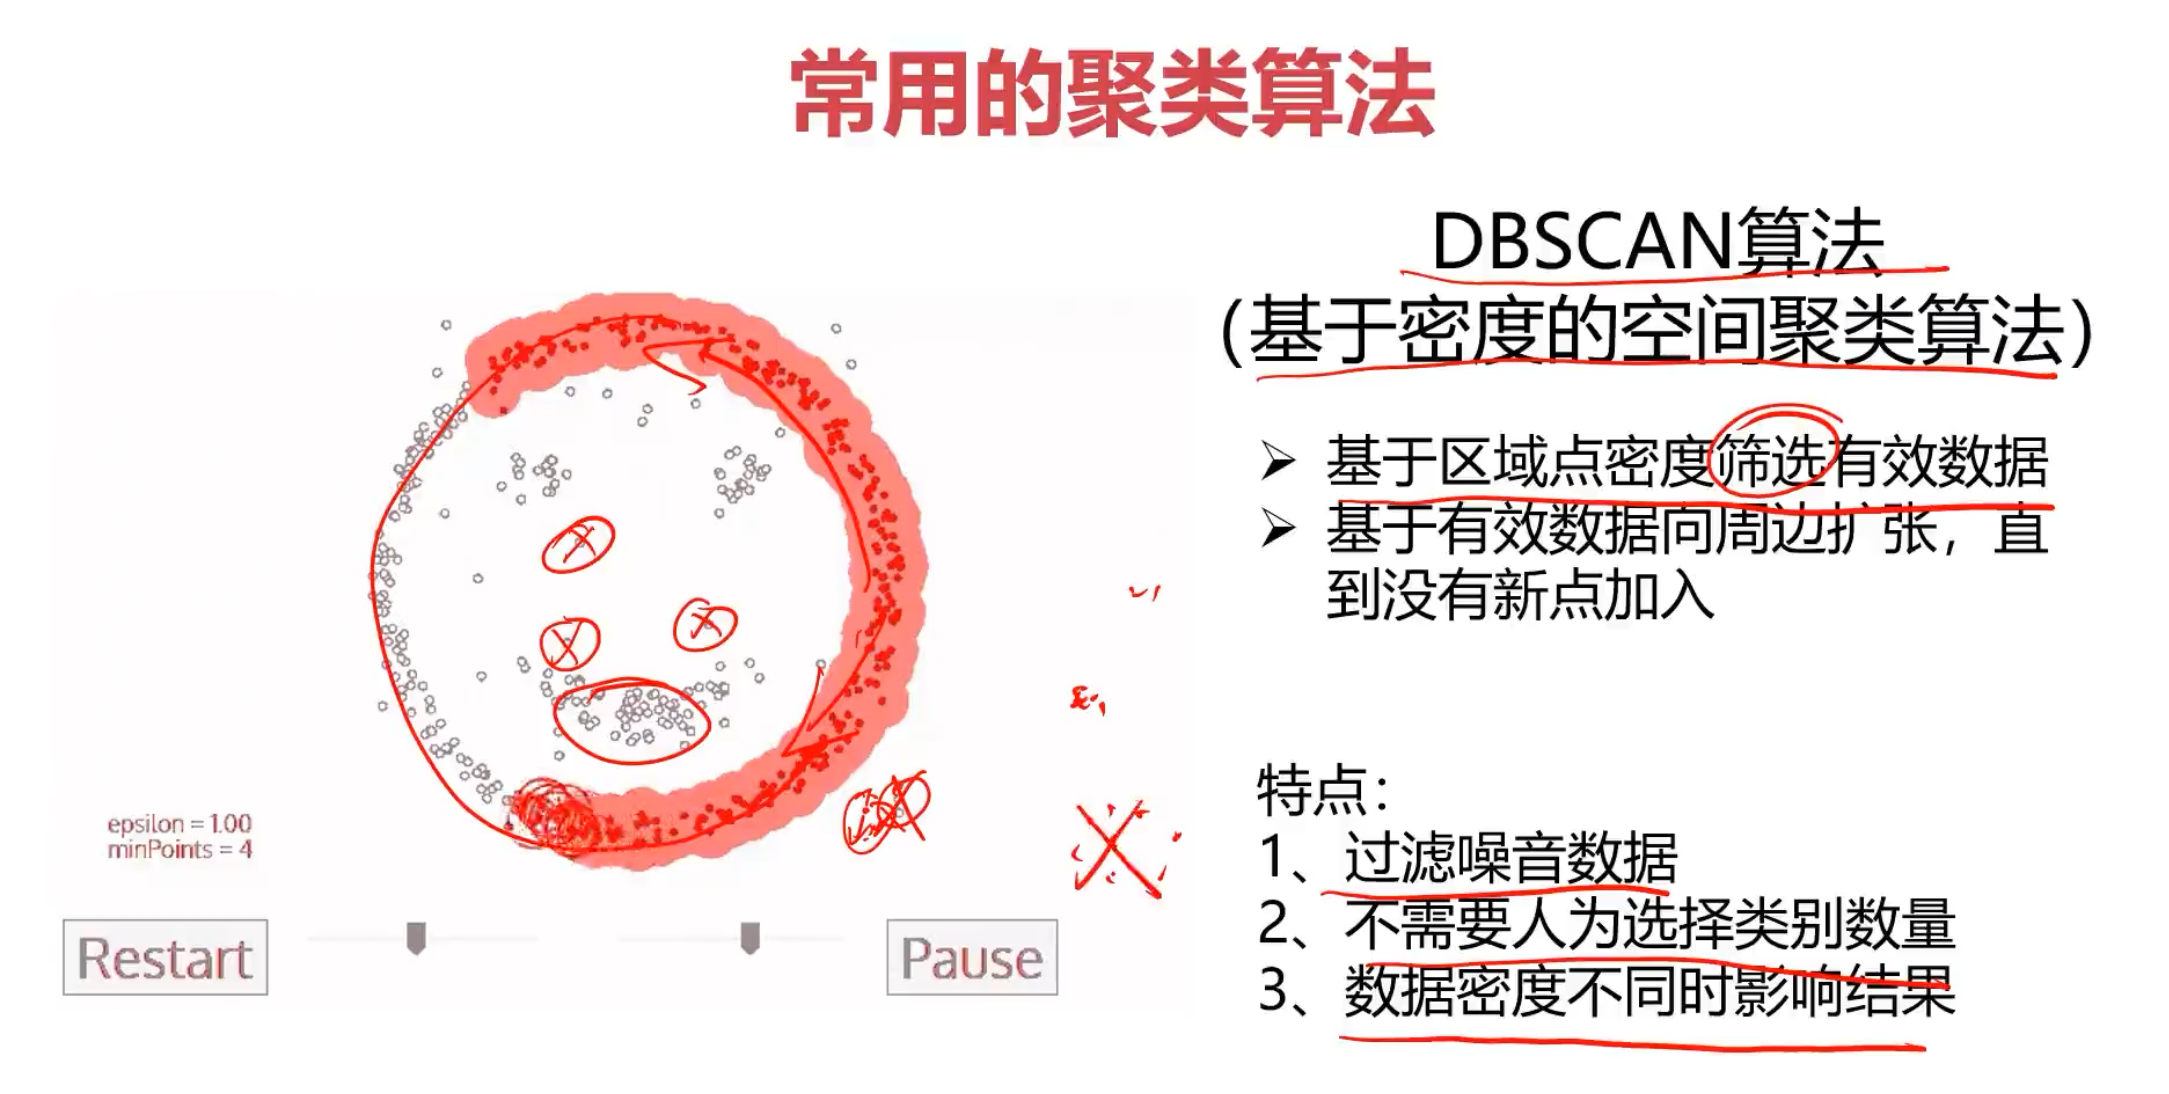 常用的聚类算法
DBSCAN算法
（基于密度的空间聚类算法）
➢ 基于区域点密度筛选有效数据
➢ 基于有效数据向周边扩张，直
到没有新点加入
特点：
1、过滤噪音数据
2、不需要人为选择类别数量
3、数据密度不同时影响结果
epsilon = 1.00
minPoints = 4
Restart
Pause